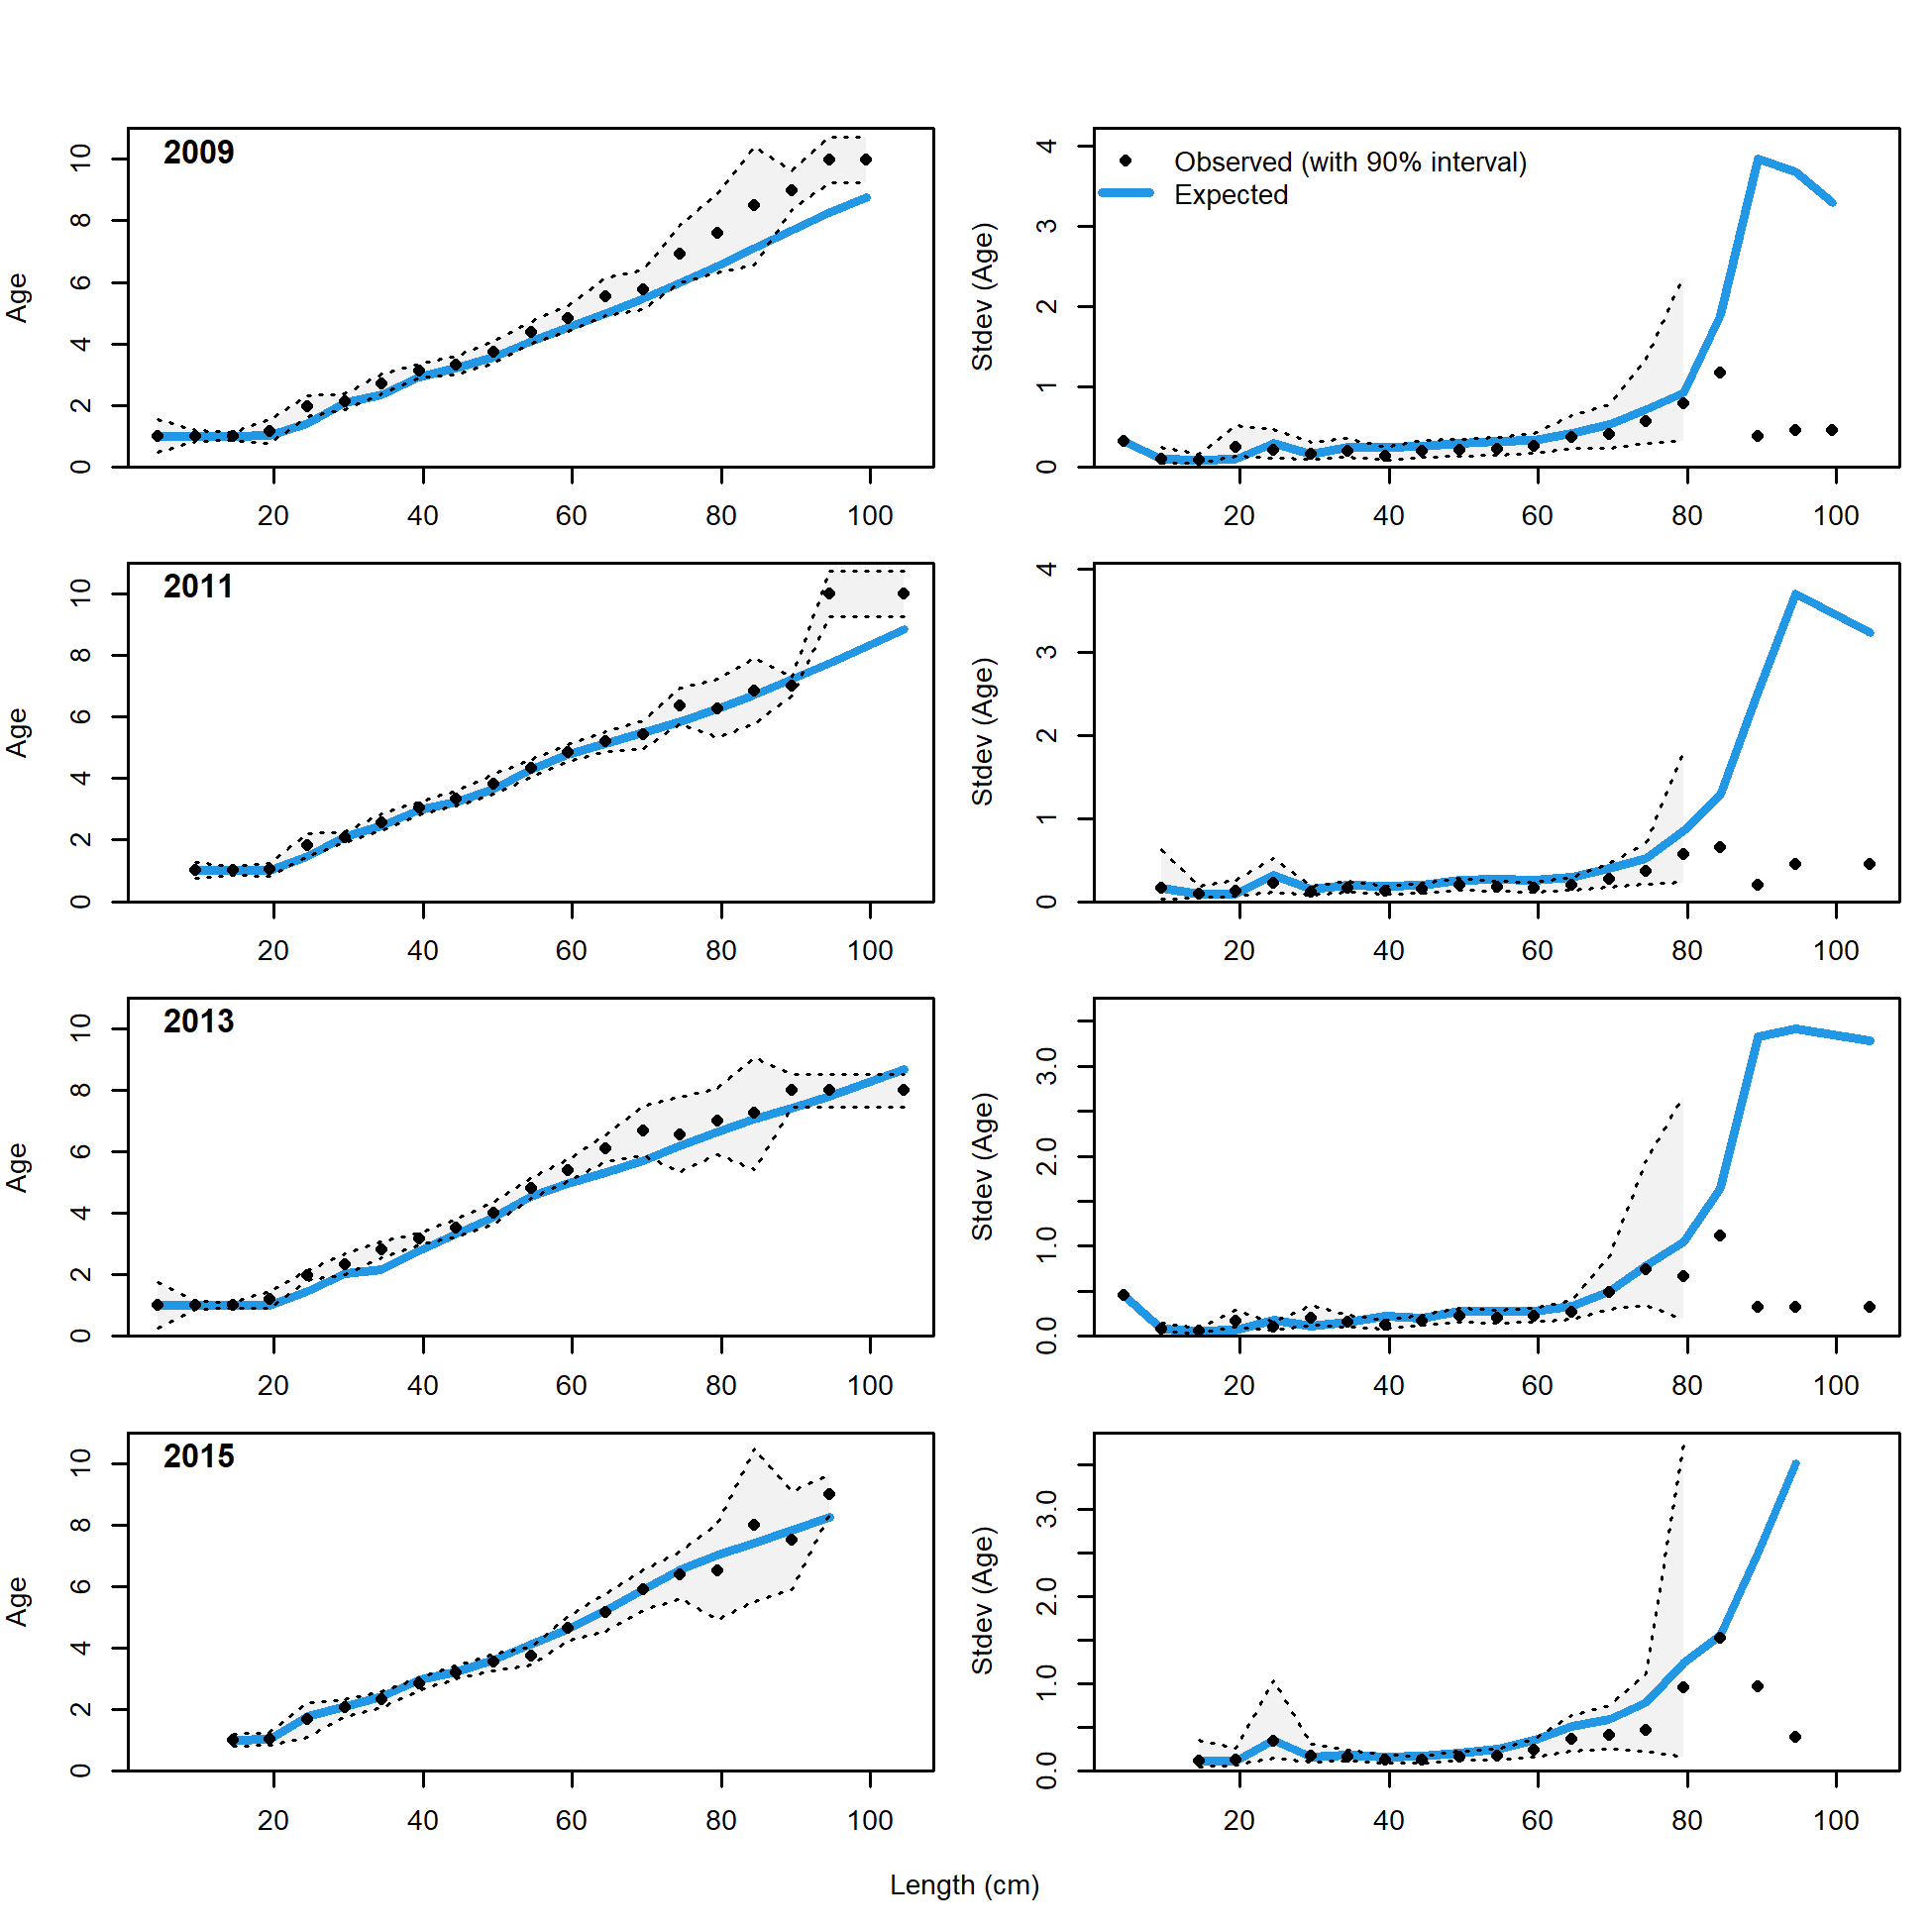 2009
Age
0 2 4 6 8 10
20 40 60 80 100
Observed (with 90% interval)
Expected
Stdev (Age)
0 1 2 3 4
20 40 60 80 100
2011
Age
0 2 4 6 8 10
20 40 60 80 100
Stdev (Age)
0 1 2 3 4
20 40 60 80 100
2013
Age
0 2 4 6 8 10
20 40 60 80 100
Stdev (Age)
0.0 1.0 2.0 3.0
20 40 60 80 100
2015
Age
0 2 4 6 8 10
20 40 60 80 100
Stdev (Age)
0.0 1.0 2.0 3.0
20 40 60 80 100
Length (cm)